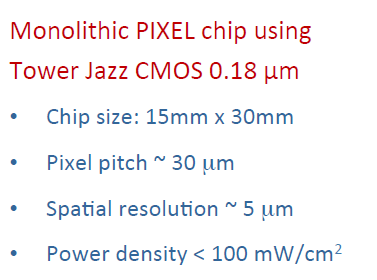 Monolithic PIXEL chip using
Tower Jazz CMOS 0.18 µm
• Chip size: 15mm x 30mm
• Pixel pitch ~ 30 µm
• Spatial resolution ~ 5 µm
• Power density < 100 mW/cm²